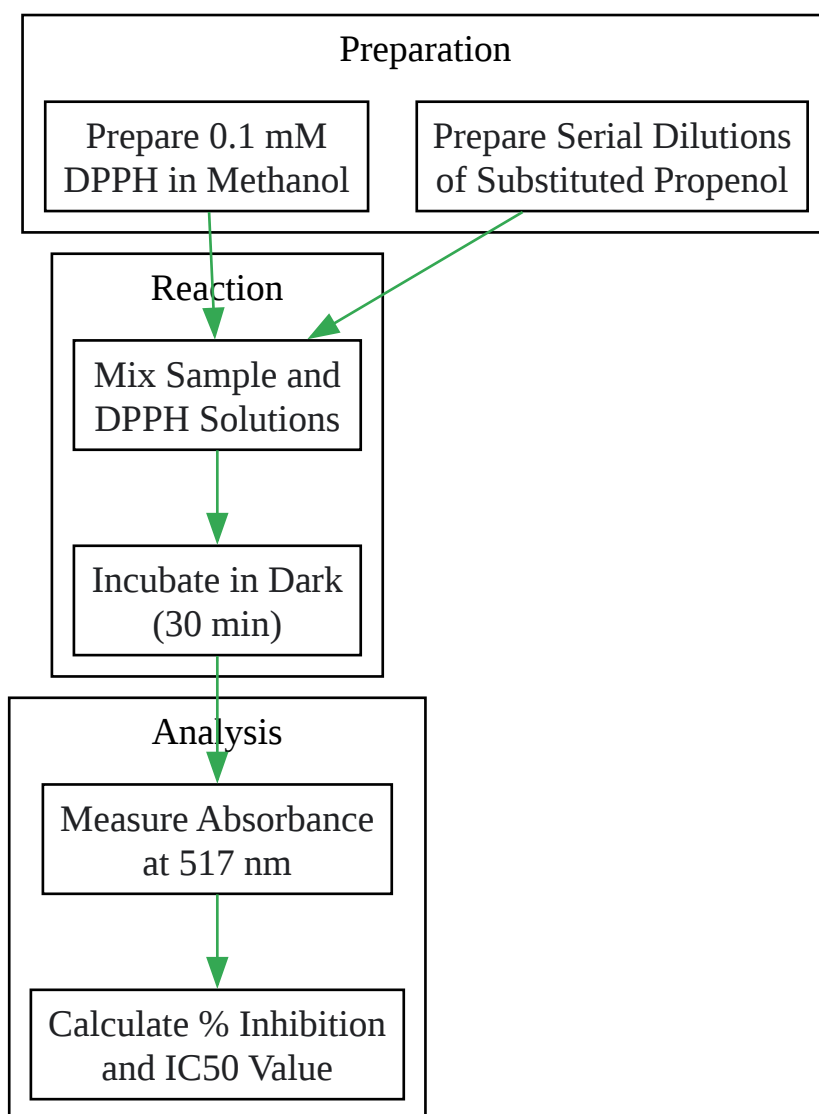 Preparation
Prepare 0.1 mM
DPPH in Methanol
Prepare Serial Dilutions
of Substituted Propenol
Reaction
Mix Sample and
DPPH Solutions
Incubate in Dark
(30 min)
Analysis
Measure Absorbance
at 517 nm
Calculate % Inhibition
and IC50 Value